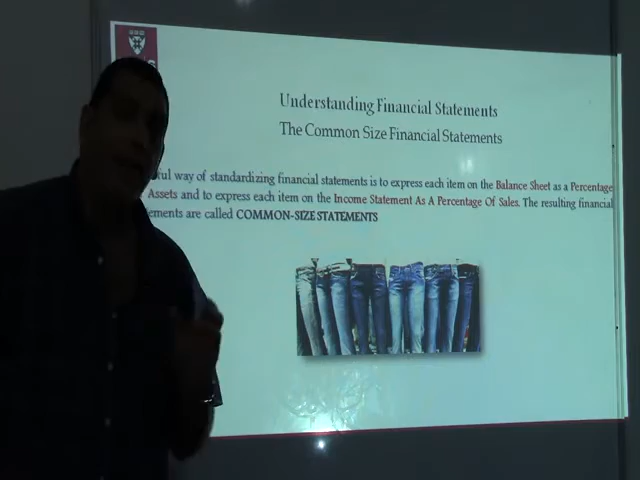 Understanding Financial Statements
The Common Size Financial Statements
way of standardizing financial statements is to express each item on the Balance Sheet as a Percentage
Assets and to express each item on the Income Statement As A Percentage Of Sales. The resulting financial
are called COMMON-SIZE STATEMENTS